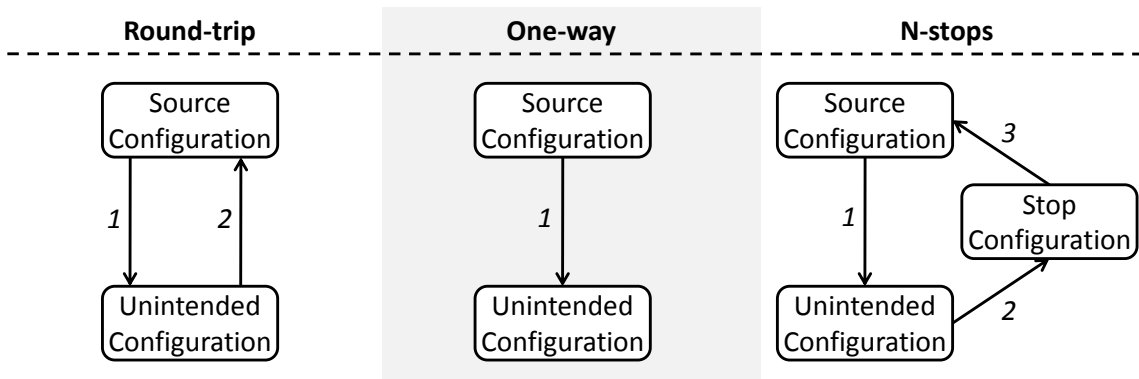 Round-trip
One-way
N-stops
Source
Configuration
1
2
Unintended
Configuration
Source
Configuration
1
Unintended
Configuration
Source
Configuration
3
1
Stop
Configuration
2
Unintended
Configuration